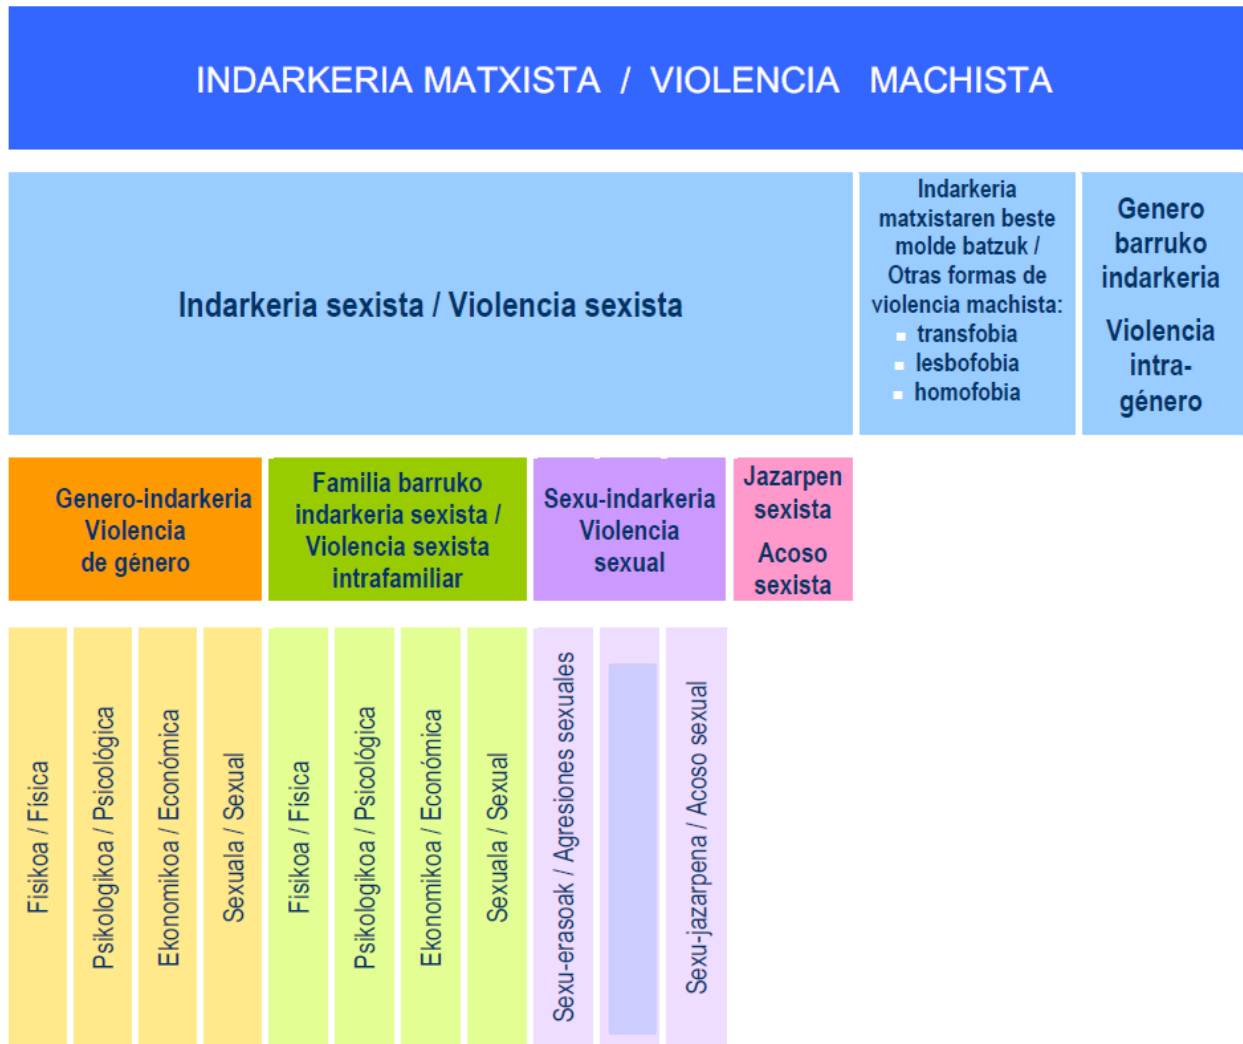 INDARKERIA MATXISTA / VIOLENCIA MACHISTA
Indarkeria sexista / Violencia sexista
Indarkeria
matxistaren beste
molde batzuk /
Otras formas de
violencia machista:
▪ transfobia
▪ lesbofobia
▪ homofobia
Genero
barruko
indarkeria
Violencia
intra-
género
Genero-indarkeria
Violencia
de género
Familia barruko
indarkeria sexista /
Violencia sexista
intrafamiliar
Sexu-indarkeria
Violencia
sexual
Jazarpen
sexista
Acoso
sexista
Fisikoa / Física
Psikologikoa / Psicológica
Ekonomikoa / Económica
Sexuala / Sexual
Fisikoa / Física
Psikologikoa / Psicológica
Ekonomikoa / Económica
Sexuala / Sexual
Sexu-erasoak / Agresiones sexuales
Sexu-jazarpena / Acoso sexual